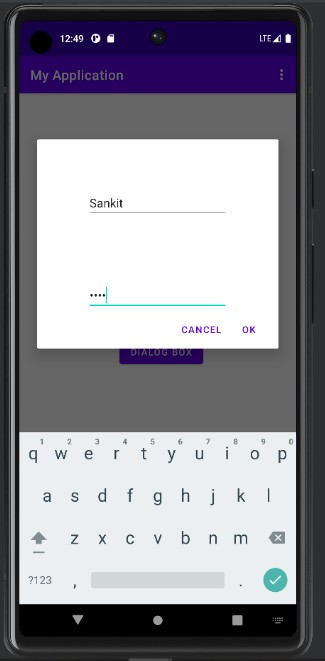 12:49 LTE
My Application
Sankit
••••
CANCEL OK
DIALOG BOX
1 2 3 4 5 6 7 8 9 0
q w e r t y u i o p
a s d f g h j k l
z x c v b n m
?123 , .